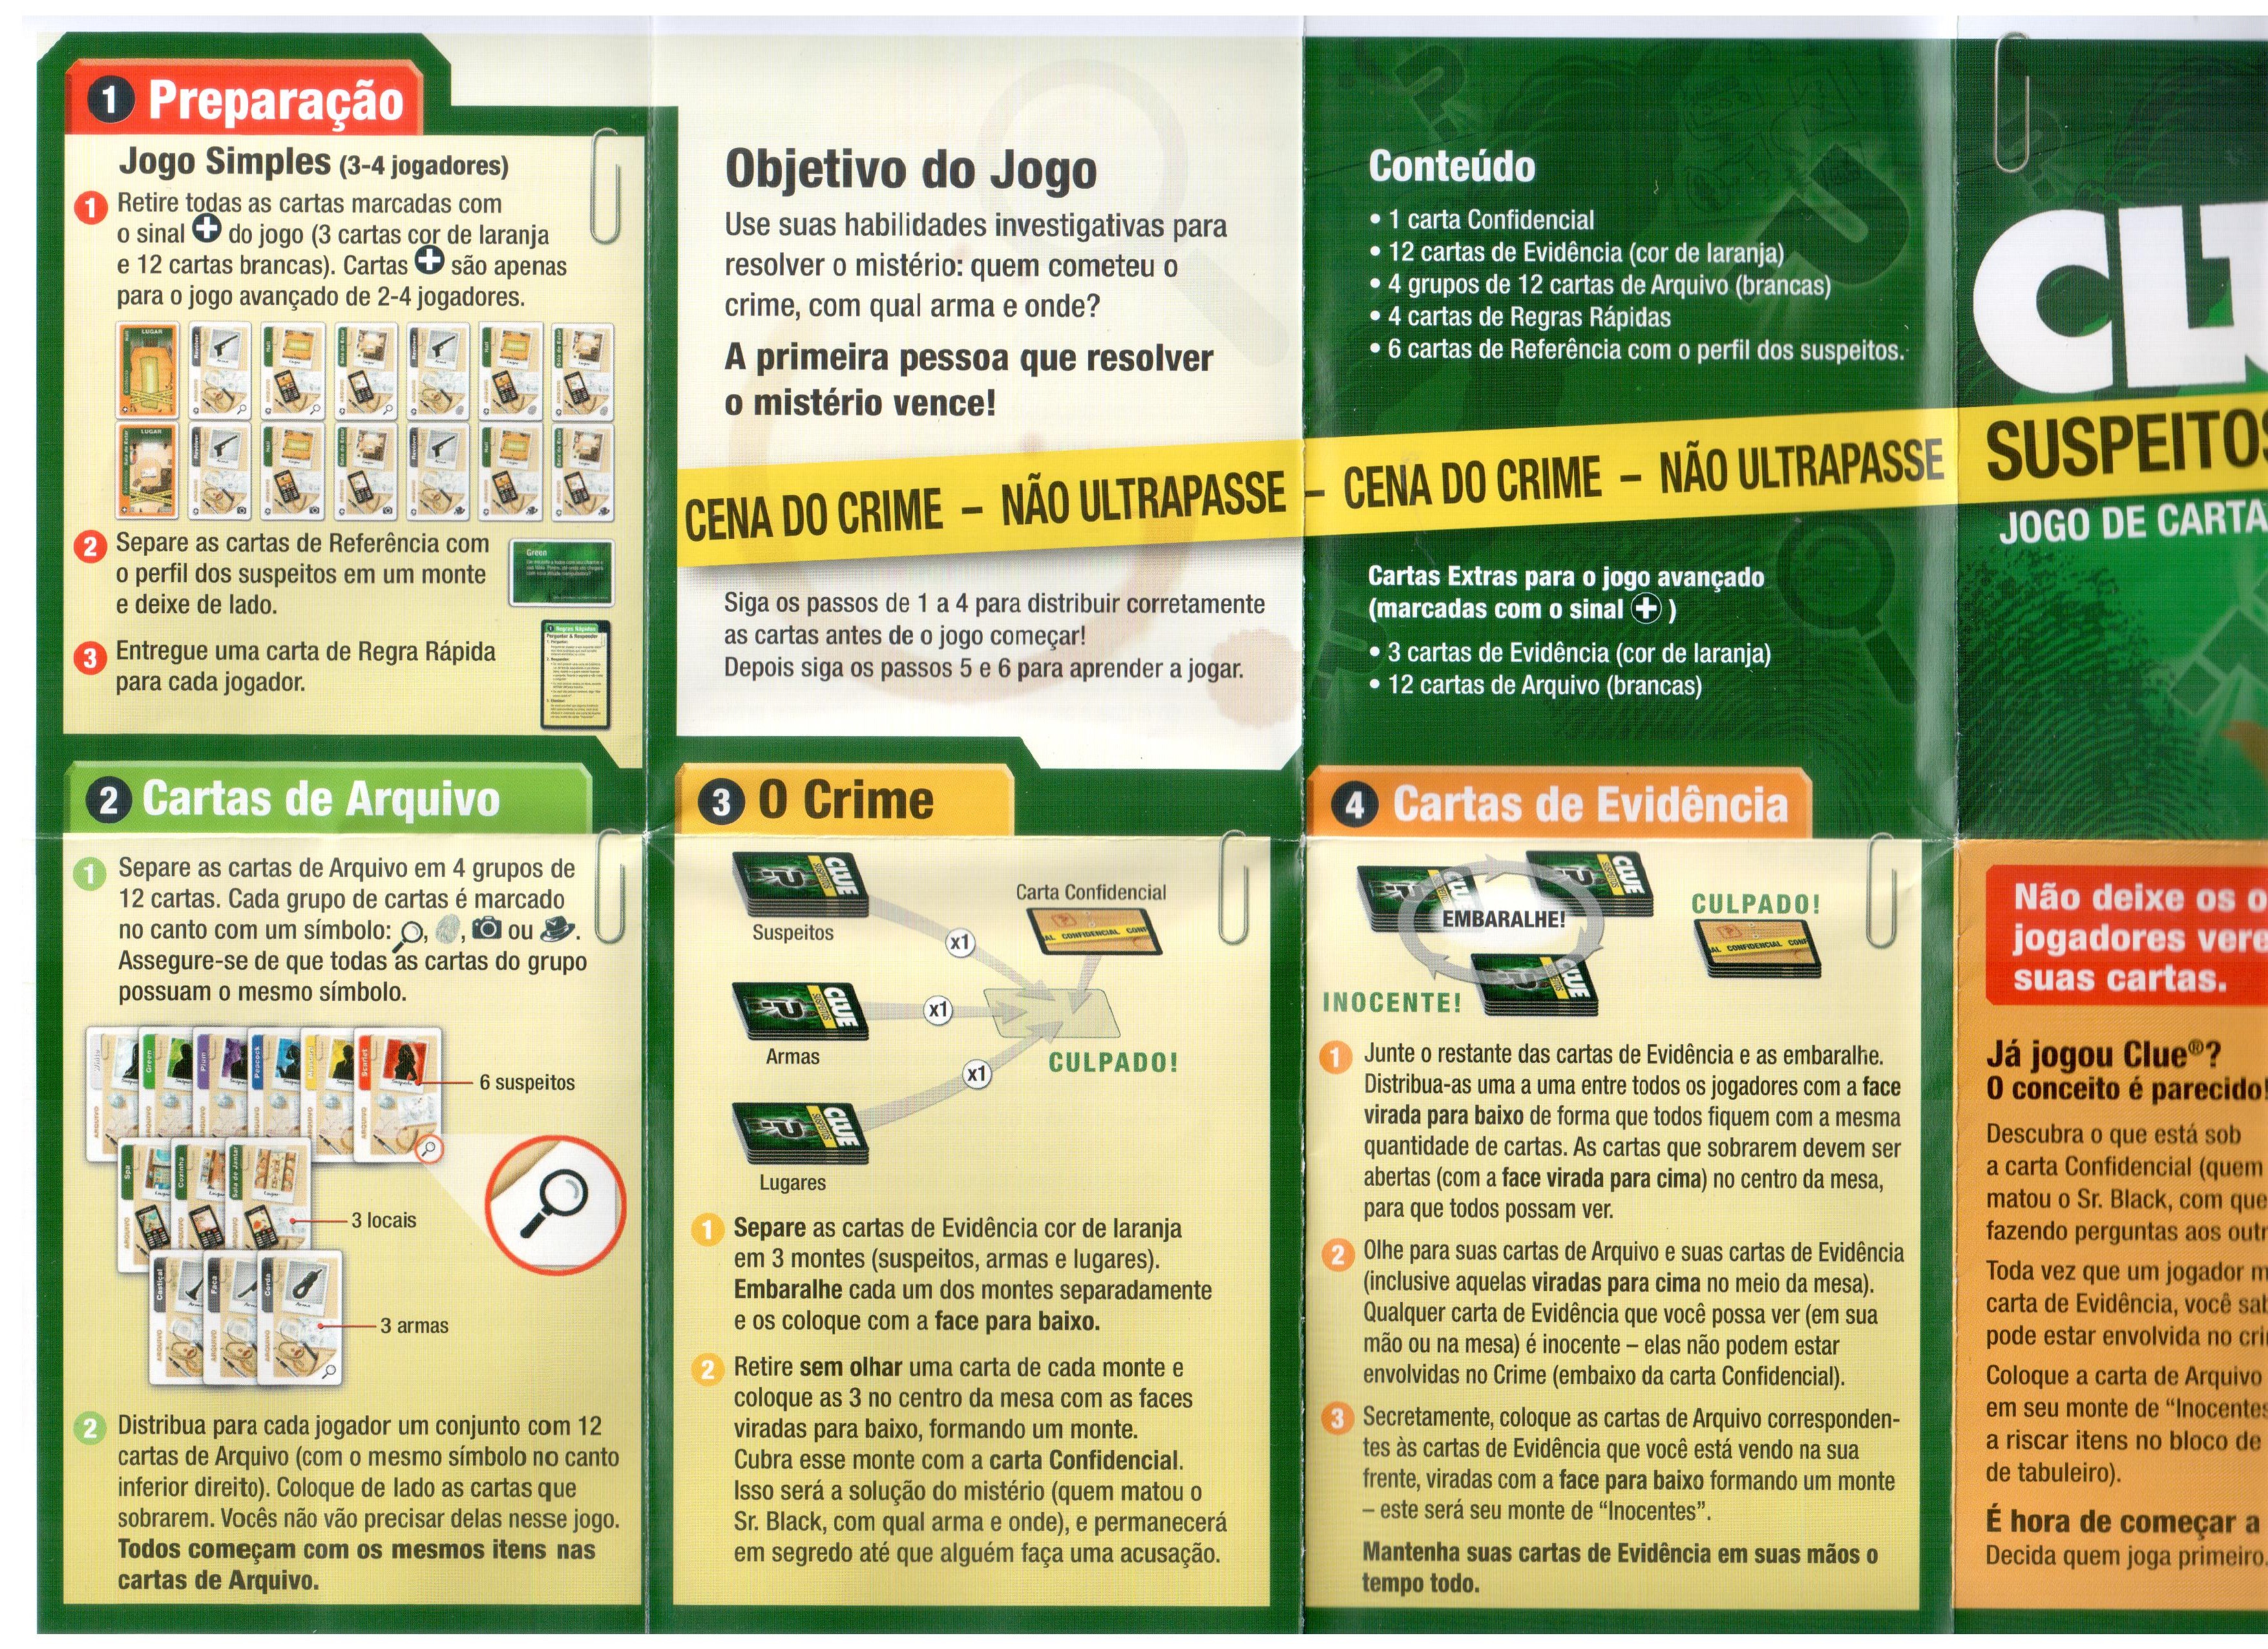 1 Preparação
Jogo Simples (3-4 jogadores)
1 Retire todas as cartas marcadas com
o sinal + do jogo (3 cartas cor de laranja
e 12 cartas brancas). Cartas + são apenas
para o jogo avançado de 2-4 jogadores.
2 Separe as cartas de Referência com
o perfil dos suspeitos em um monte
e deixe de lado.
Green
3 Entregue uma carta de Regra Rápida
para cada jogador.
Regras Rápidas
Perguntar & Responder
Objetivo do Jogo
Use suas habilidades investigativas para
resolver o mistério: quem cometeu o
crime, com qual arma e onde?
A primeira pessoa que resolver
o mistério vence!
CENA DO CRIME – NÃO ULTRAPASSE – CENA DO CRIME – NÃO ULTRAPASSE
Siga os passos de 1 a 4 para distribuir corretamente
as cartas antes de o jogo começar!
Depois siga os passos 5 e 6 para aprender a jogar.
Conteúdo
• 1 carta Confidencial
• 12 cartas de Evidência (cor de laranja)
• 4 grupos de 12 cartas de Arquivo (brancas)
• 4 cartas de Regras Rápidas
• 6 cartas de Referência com o perfil dos suspeitos.
Cartas Extras para o jogo avançado
(marcadas com o sinal + )
• 3 cartas de Evidência (cor de laranja)
• 12 cartas de Arquivo (brancas)
SUSPEITOS
JOGO DE CARTA
2 Cartas de Arquivo
1 Separe as cartas de Arquivo em 4 grupos de
12 cartas. Cada grupo de cartas é marcado
no canto com um símbolo: , , ou .
Assegure-se de que todas as cartas do grupo
possuam o mesmo símbolo.
6 suspeitos
3 locais
3 armas
2 Distribua para cada jogador um conjunto com 12
cartas de Arquivo (com o mesmo símbolo no canto
inferior direito). Coloque de lado as cartas que
sobrarem. Vocês não vão precisar delas nesse jogo.
Todos começam com os mesmos itens nas
cartas de Arquivo.
3 O Crime
CLUE
Suspeitos
x1
Carta Confidencial
AL CONFIDENCIAL CONF
CLUE
Armas
x1
CULPADO!
x1
CLUE
Lugares
1 Separe as cartas de Evidência cor de laranja
em 3 montes (suspeitos, armas e lugares).
Embaralhe cada um dos montes separadamente
e os coloque com a face para baixo.
2 Retire sem olhar uma carta de cada monte e
coloque as 3 no centro da mesa com as faces
viradas para baixo, formando um monte.
Cubra esse monte com a carta Confidencial.
Isso será a solução do mistério (quem matou o
Sr. Black, com qual arma e onde), e permanecerá
em segredo até que alguém faça uma acusação.
4 Cartas de Evidência
EMBARALHE!
CULPADO!
AL CONFIDENCIAL CONF
INOCENTE!
1 Junte o restante das cartas de Evidência e as embaralhe.
Distribua-as uma a uma entre todos os jogadores com a face
virada para baixo de forma que todos fiquem com a mesma
quantidade de cartas. As cartas que sobrarem devem ser
abertas (com a face virada para cima) no centro da mesa,
para que todos possam ver.
2 Olhe para suas cartas de Arquivo e suas cartas de Evidência
(inclusive aquelas viradas para cima no meio da mesa).
Qualquer carta de Evidência que você possa ver (em sua
mão ou na mesa) é inocente – elas não podem estar
envolvidas no Crime (embaixo da carta Confidencial).
3 Secretamente, coloque as cartas de Arquivo corresponden-
tes às cartas de Evidência que você está vendo na sua
frente, viradas com a face para baixo formando um monte
– este será seu monte de “Inocentes”.
Mantenha suas cartas de Evidência em suas mãos o
tempo todo.
Não deixe os o
jogadores vere
suas cartas.
Já jogou Clue®?
O conceito é parecido!
Descubra o que está sob
a carta Confidencial (quem
matou o Sr. Black, com que
fazendo perguntas aos outr
Toda vez que um jogador m
carta de Evidência, você sab
pode estar envolvida no cri
Coloque a carta de Arquivo
em seu monte de “Inocentes
a riscar itens no bloco de
de tabuleiro).
É hora de começar a
Decida quem joga primeiro.